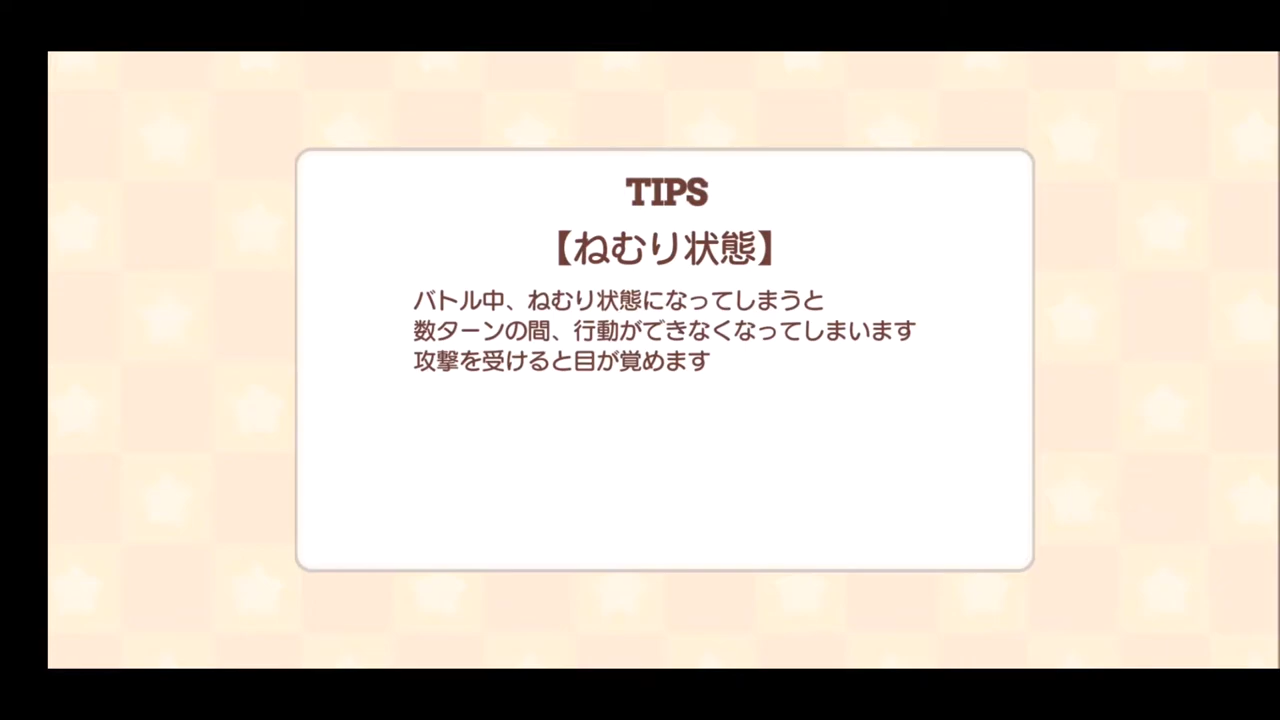 TIPS
【ねむり状態】
バトル中、ねむり状態になってしまうと
数ターンの間、行動ができなくなってしまいます
攻撃を受けると目が覚めます